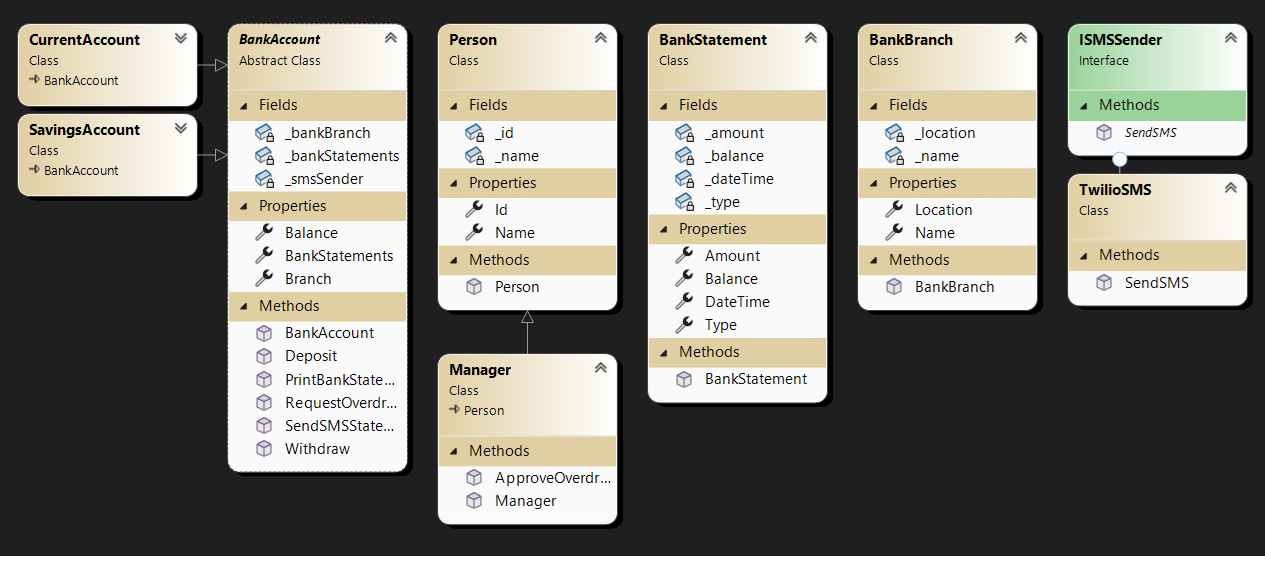 CurrentAccount
Class
BankAccount
SavingsAccount
Class
BankAccount
BankAccount
Abstract Class
Fields
_bankBranch
_bankStatements
_smsSender
Properties
Balance
BankStatements
Branch
Methods
BankAccount
Deposit
PrintBankState...
RequestOverdr...
SendSMSState...
Withdraw
Person
Class
Fields
_id
_name
Properties
Id
Name
Methods
Person
Manager
Class
Person
Methods
ApproveOverdr...
Manager
BankStatement
Class
Fields
_amount
_balance
_dateTime
_type
Properties
Amount
Balance
DateTime
Type
Methods
BankStatement
BankBranch
Class
Fields
_location
_name
Properties
Location
Name
Methods
BankBranch
ISMSSender
Interface
Methods
SendSMS
TwilioSMS
Class
Methods
SendSMS